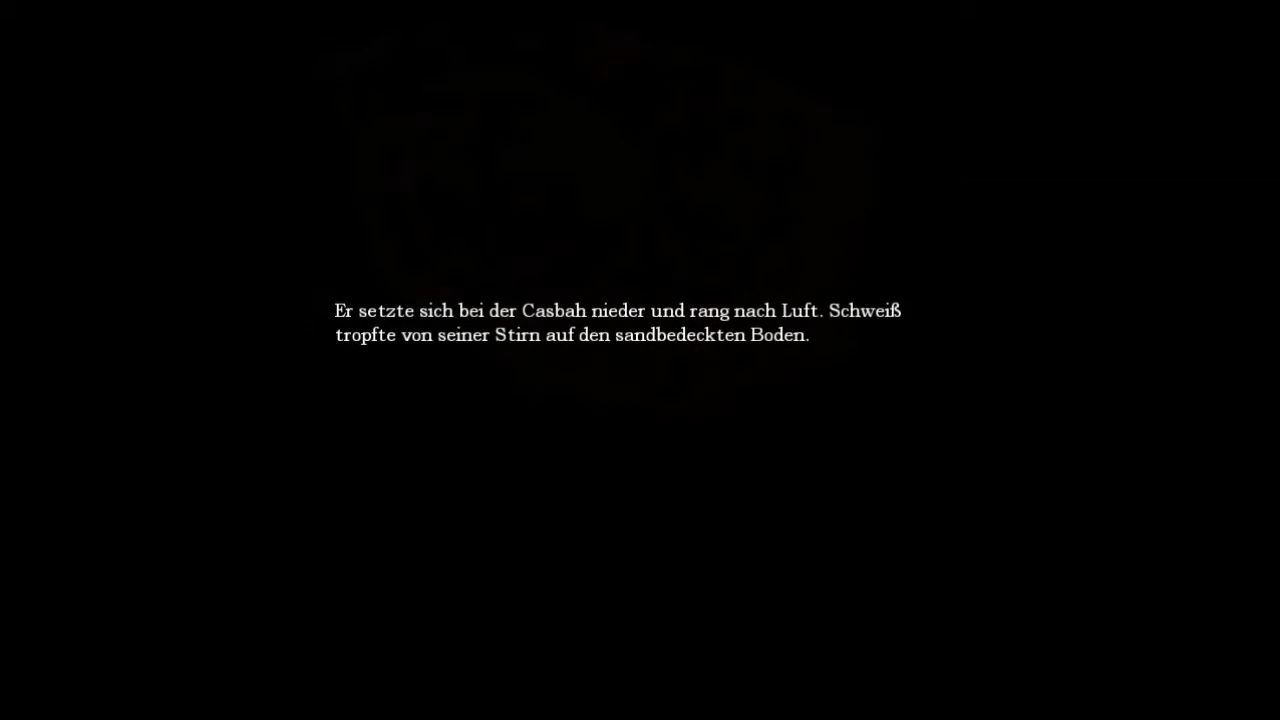 Er setzte sich bei der Casbah nieder und rang nach Luft. Schweiß
tropfte von seiner Stirn auf den sandbedeckten Boden.